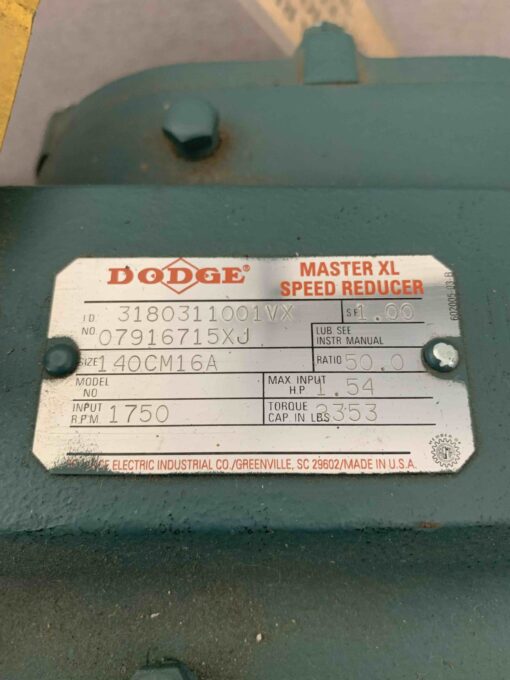 DODGE® MASTER XL
SPEED REDUCER
I.D. 3180311001VX S.F. 1.00
NO. 07916715XJ LUB SEE INSTR MANUAL
SIZE 140CM16A RATIO 50.0
MODEL NO MAX INPUT H.P. 1.54
INPUT R.P.M. 1750 TORQUE CAP. IN LBS 3353
ELECTRIC INDUSTRIAL CO./GREENVILLE, SC 29602/MADE IN U.S.A.